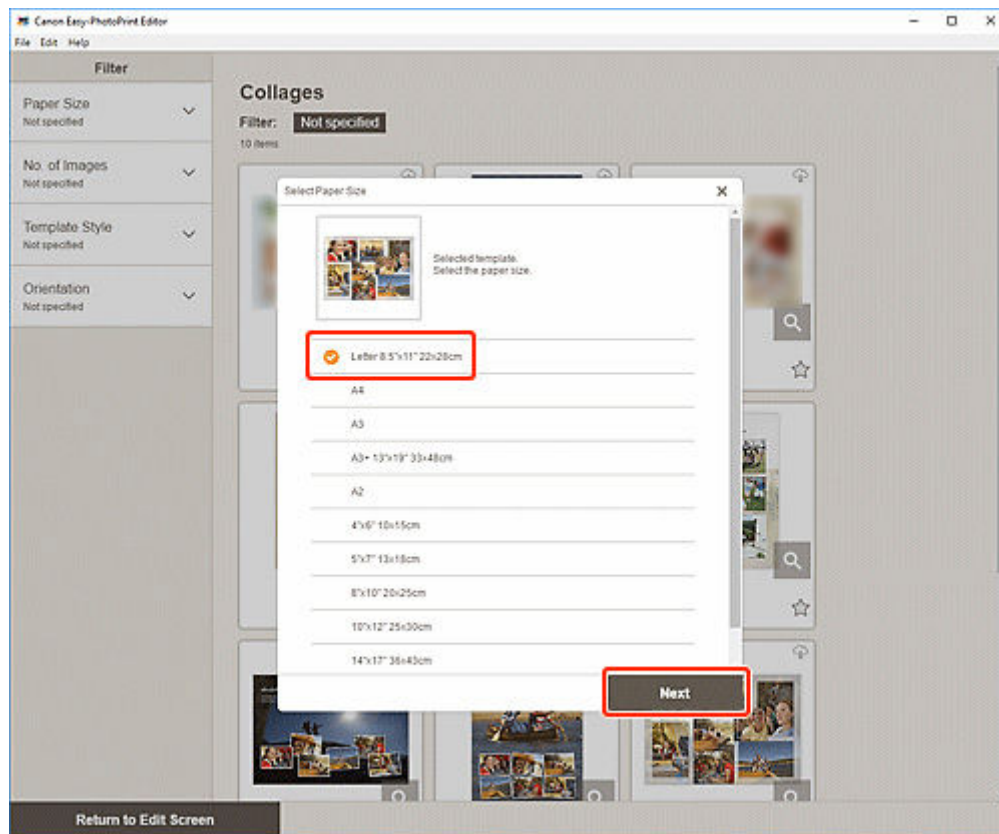 Canon Easy-PhotoPrint Editor
File Edit Help
Filter
Paper Size
Not specified
No. of Images
Not specified
Template Style
Not specified
Orientation
Not specified
Collages
Filter: Not specified
10 items
Select Paper Size
Selected template.
Select the paper size.
Letter 8.5"x11" 22x28cm
A4
A3
A3+ 13"x19" 33x48cm
A2
4"x6" 10x15cm
5"x7" 13x18cm
8"x10" 20x25cm
10"x12" 25x30cm
14"x17" 36x43cm
Next
Return to Edit Screen